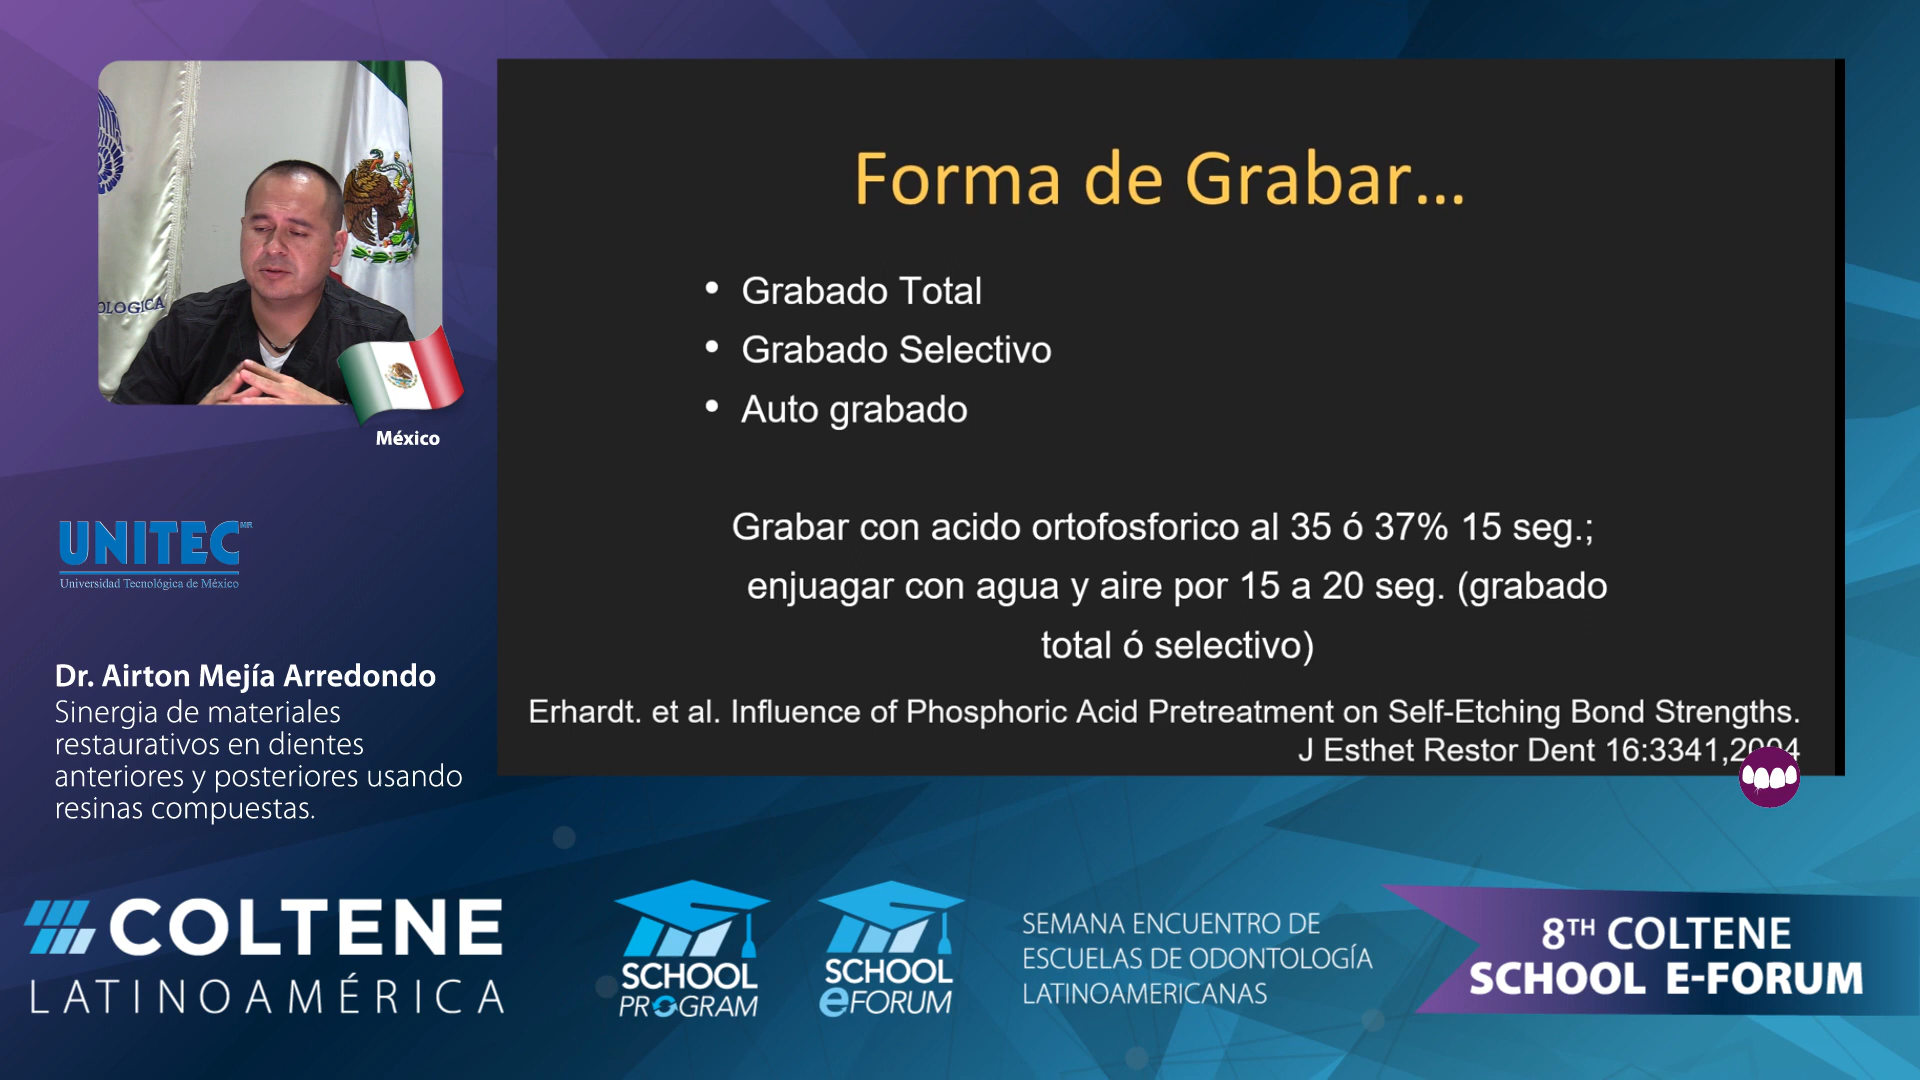 OLOGICA
México
UNITEC MR
Universidad Tecnológica de México
Dr. Airton Mejía Arredondo
Sinergia de materiales
restaurativos en dientes
anteriores y posteriores usando
resinas compuestas.
Forma de Grabar...
• Grabado Total
• Grabado Selectivo
• Auto grabado
Grabar con acido ortofosforico al 35 ó 37% 15 seg.;
enjuagar con agua y aire por 15 a 20 seg. (grabado
total ó selectivo)
Erhardt. et al. Influence of Phosphoric Acid Pretreatment on Self-Etching Bond Strengths.
J Esthet Restor Dent 16:3341,2004
COLTENE
LATINOAMÉRICA
SCHOOL
PROGRAM
SCHOOL
eFORUM
SEMANA ENCUENTRO DE
ESCUELAS DE ODONTOLOGÍA
LATINOAMERICANAS
8TH COLTENE
SCHOOL E-FORUM